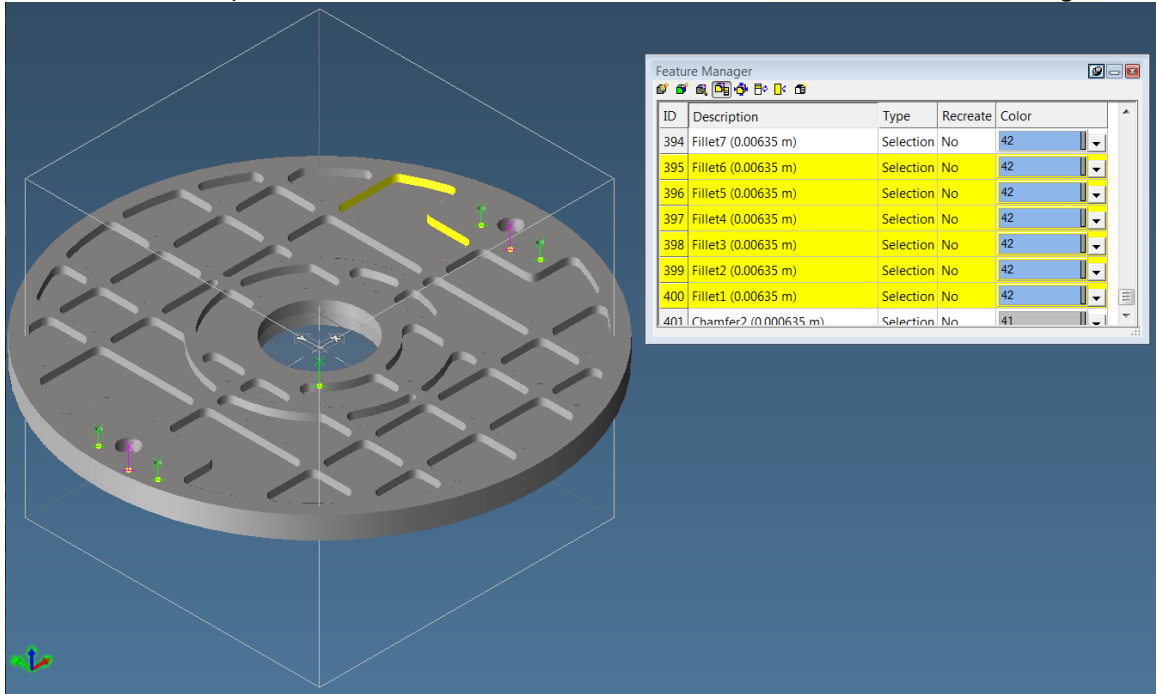 Feature Manager
ID Description Type Recreate Color
394 Fillet7 (0.00635 m) Selection No 42
395 Fillet6 (0.00635 m) Selection No 42
396 Fillet5 (0.00635 m) Selection No 42
397 Fillet4 (0.00635 m) Selection No 42
398 Fillet3 (0.00635 m) Selection No 42
399 Fillet2 (0.00635 m) Selection No 42
400 Fillet1 (0.00635 m) Selection No 42
401 Chamfer2 (0.000635 m) Selection No 41